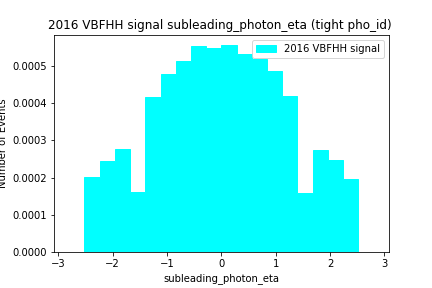 2016 VBFHH signal subleading_photon_eta (tight pho_id)
2016 VBFHH signal
Number of Events
0.0005
0.0004
0.0003
0.0002
0.0001
0.0000
−3 −2 −1 0 1 2 3
subleading_photon_eta